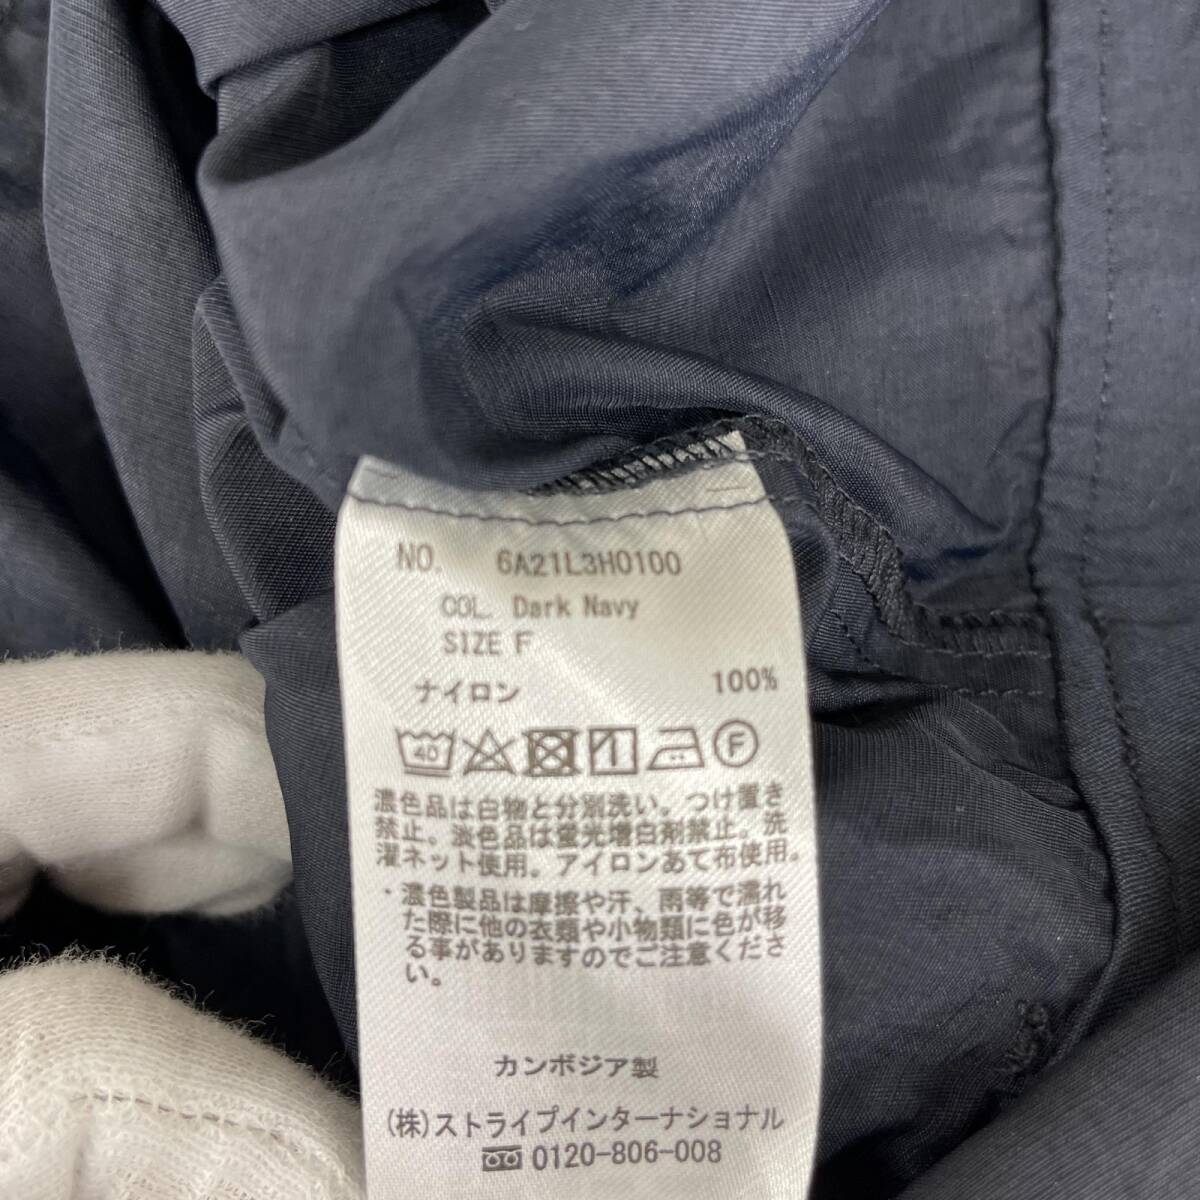 NO. 6A21L3H0100
COL. Dark Navy
SIZE F
ナイロン 100%
40 F
濃色品は白物と分別洗い。つけ置き
禁止。淡色品は蛍光増白剤禁止。洗
濯ネット使用。アイロンあて布使用。
・濃色製品は摩擦や汗、雨等で濡れ
た際に他の衣類や小物類に色が移
る事がありますのでご注意くださ
い。
カンボジア製
(株)ストライプインターナショナル
0120-806-008